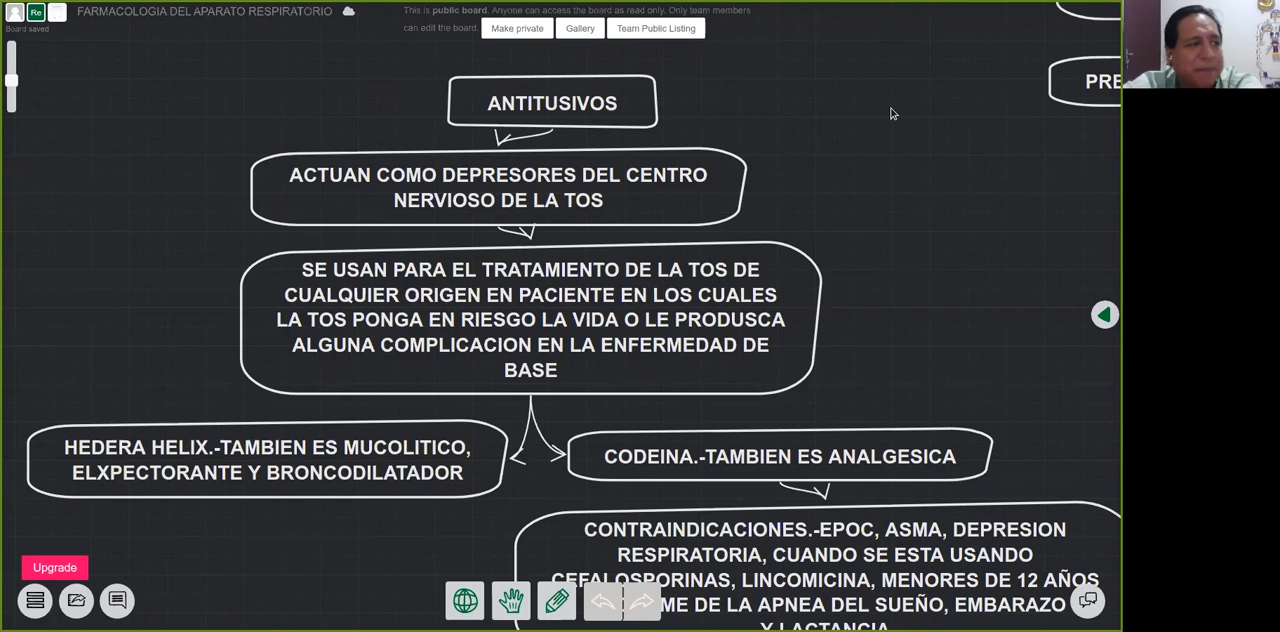 FARMACOLOGIA DEL APARATO RESPIRATORIO
Re
Board saved
This is public board. Anyone can access the board as read only. Only team members
can edit the board.
Make private
Gallery
Team Public Listing
PRE
ANTITUSIVOS
ACTUAN COMO DEPRESORES DEL CENTRO
NERVIOSO DE LA TOS
SE USAN PARA EL TRATAMIENTO DE LA TOS DE
CUALQUIER ORIGEN EN PACIENTE EN LOS CUALES
LA TOS PONGA EN RIESGO LA VIDA O LE PRODUSCA
ALGUNA COMPLICACION EN LA ENFERMEDAD DE
BASE
HEDERA HELIX.-TAMBIEN ES MUCOLITICO,
ELXPECTORANTE Y BRONCODILATADOR
CODEINA.-TAMBIEN ES ANALGESICA
CONTRAINDICACIONES.-EPOC, ASMA, DEPRESION
RESPIRATORIA, CUANDO SE ESTA USANDO
CEFALOSPORINAS, LINCOMICINA, MENORES DE 12 AÑOS
ME DE LA APNEA DEL SUEÑO, EMBARAZO
Y LACTANCIA
Upgrade